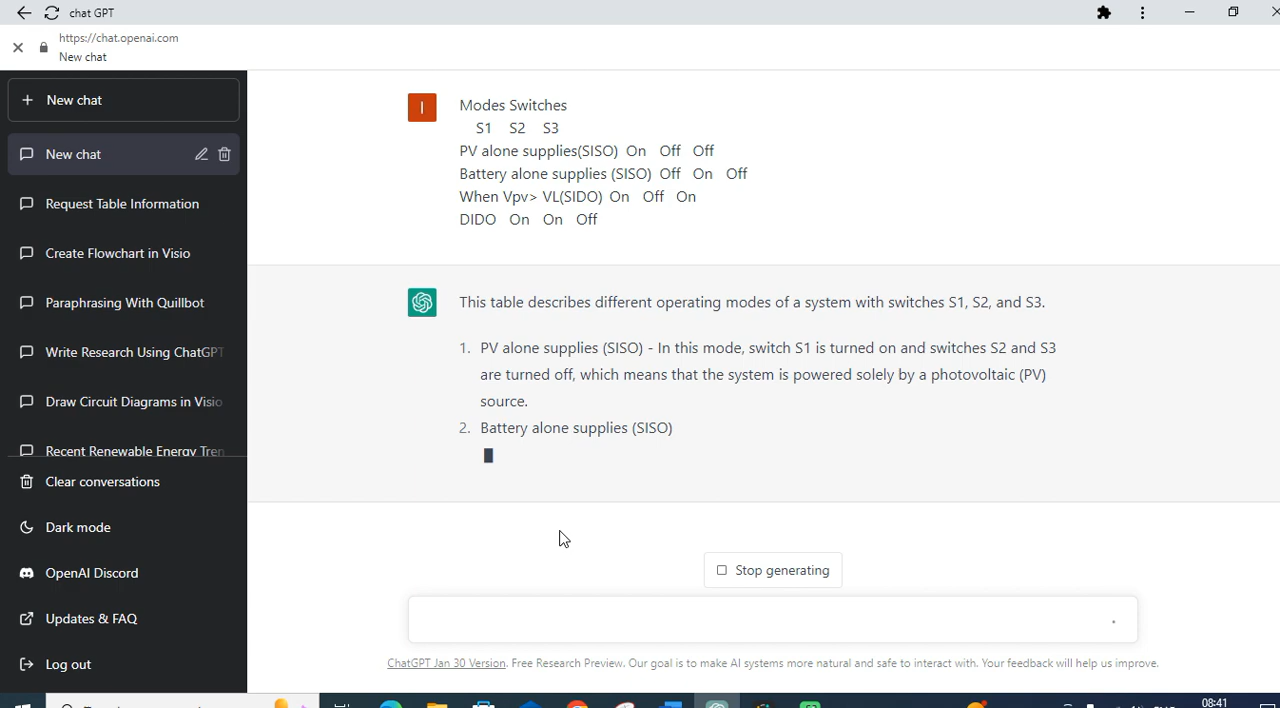 chat GPT
https://chat.openai.com
New chat
New chat
New chat
Request Table Information
Create Flowchart in Visio
Paraphrasing With Quillbot
Write Research Using ChatGPT
Draw Circuit Diagrams in Visio
Recent Renewable Energy Tren
Clear conversations
Dark mode
OpenAI Discord
Updates & FAQ
Log out
I
Modes Switches
S1 S2 S3
PV alone supplies(SISO) On Off Off
Battery alone supplies (SISO) Off On Off
When Vpv> VL(SIDO) On Off On
DIDO On On Off
This table describes different operating modes of a system with switches S1, S2, and S3.
1. PV alone supplies (SISO) - In this mode, switch S1 is turned on and switches S2 and S3
are turned off, which means that the system is powered solely by a photovoltaic (PV)
source.
2. Battery alone supplies (SISO)
Stop generating
ChatGPT Jan 30 Version. Free Research Preview. Our goal is to make AI systems more natural and safe to interact with. Your feedback will help us improve.
08:41